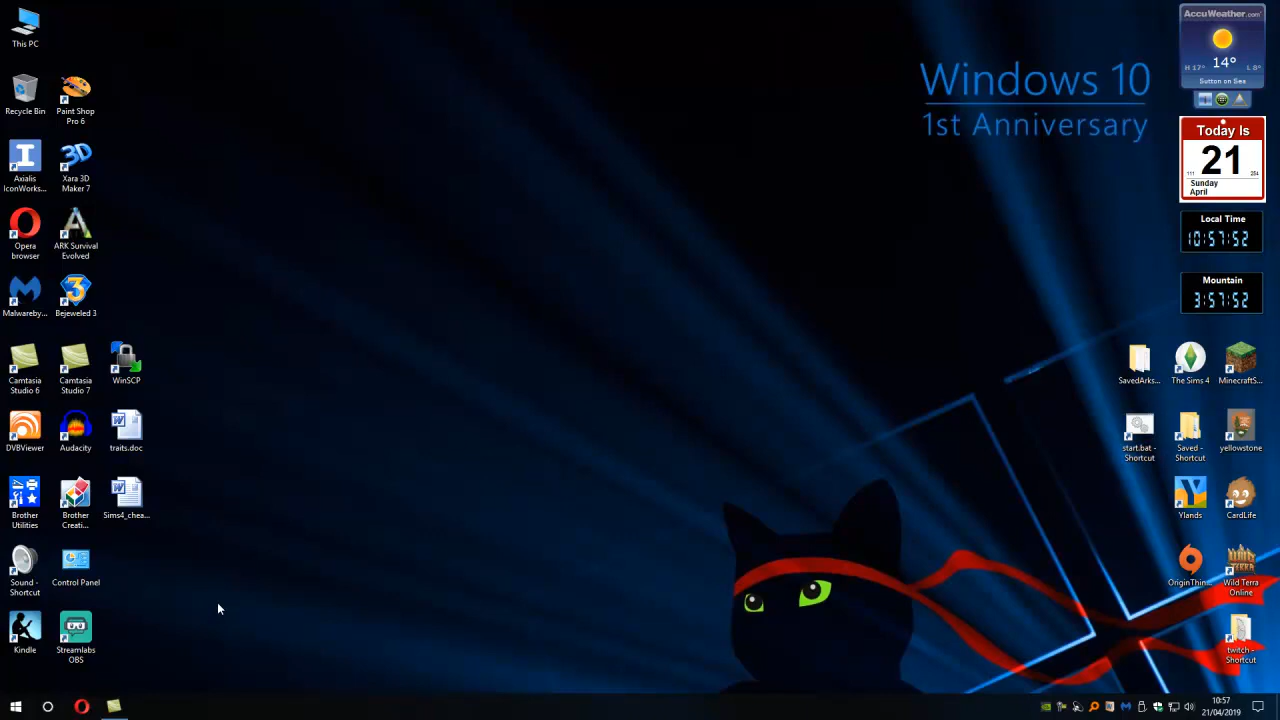 This PC
Recycle Bin
Paint Shop
Pro 6
Axialis
IconWorks...
Xara 3D
Maker 7
Opera
browser
ARK Survival
Evolved
Malwareby...
Bejeweled 3
Camtasia
Studio 6
Camtasia
Studio 7
WinSCP
DVBViewer
Audacity
traits.doc
Brother
Utilities
Brother
Creati...
Sims4_chea...
Sound -
Shortcut
Control Panel
Kindle
Streamlabs
OBS
Windows 10
1st Anniversary
AccuWeather.com
14°
H 17°
L 8°
Sutton on Sea
Today Is
21
111
254
Sunday
April
Local Time
10:57:52
Mountain
3:57:52
SavedArks...
The Sims 4
MinecraftS...
start.bat -
Shortcut
Saved -
Shortcut
yellowstone
Ylands
CardLife
OriginThin...
Wild Terra
Online
twitch -
Shortcut
10:57
21/04/2019